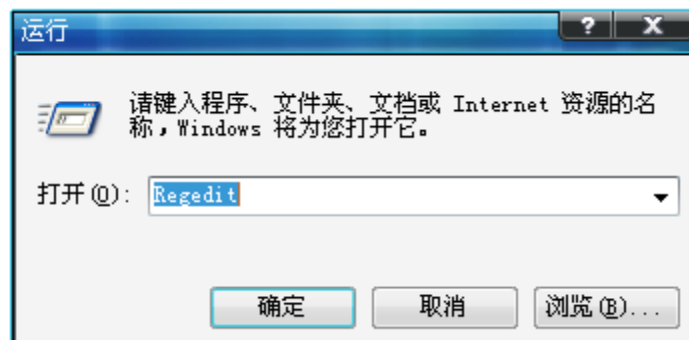 运行
请键入程序、文件夹、文档或 Internet 资源的名
称，Windows 将为您打开它。
打开(O): Regedit
确定 取消 浏览(B)...